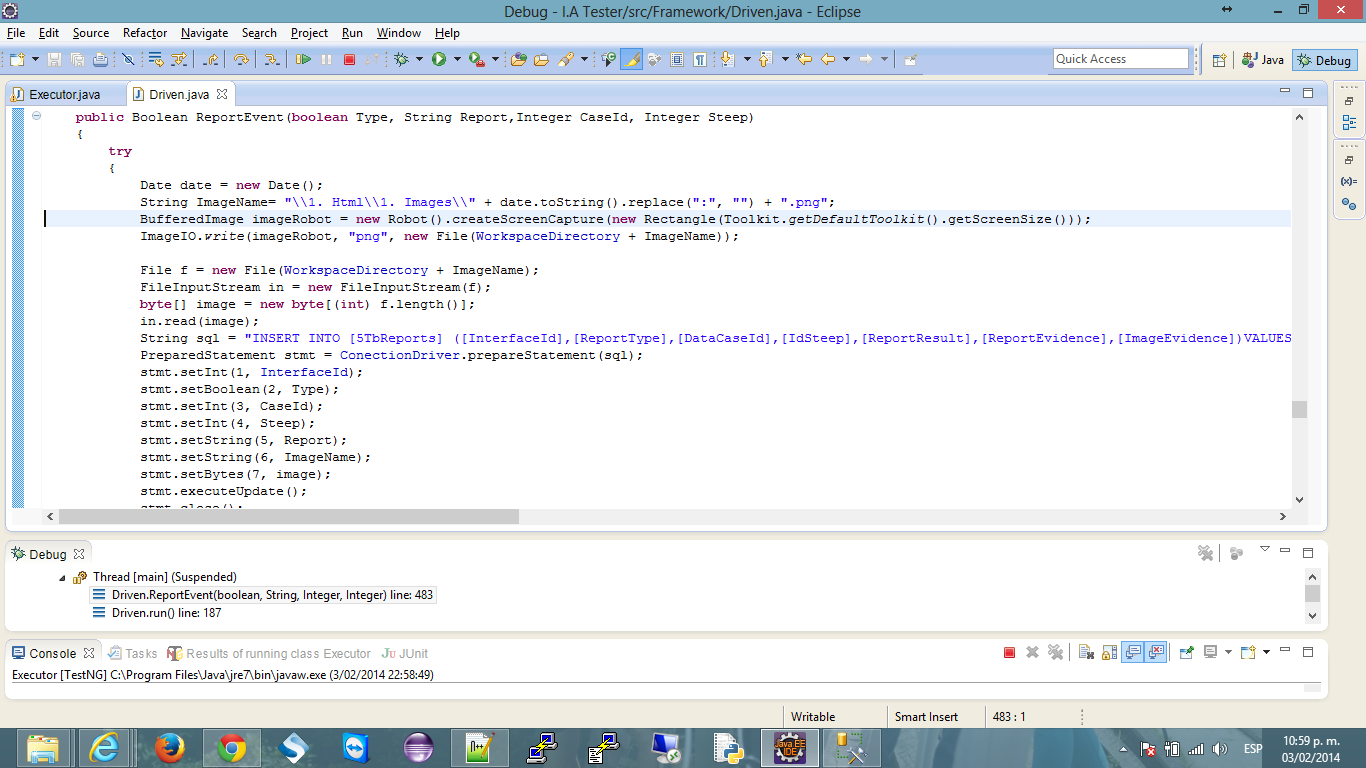 Debug - I.A Tester/src/Framework/Driven.java - Eclipse
File Edit Source Refactor Navigate Search Project Run Window Help
Quick Access Java Debug
Executor.java Driven.java
public Boolean ReportEvent(boolean Type, String Report,Integer CaseId, Integer Steep)
{
try
{
Date date = new Date();
String ImageName= "\\1. Html\\1. Images\\" + date.toString().replace(":", "") + ".png";
BufferedImage imageRobot = new Robot().createScreenCapture(new Rectangle(Toolkit.getDefaultToolkit().getScreenSize()));
ImageIO.write(imageRobot, "png", new File(WorkspaceDirectory + ImageName));
File f = new File(WorkspaceDirectory + ImageName);
FileInputStream in = new FileInputStream(f);
byte[] image = new byte[(int) f.length()];
in.read(image);
String sql = "INSERT INTO [5TbReports] ([InterfaceId],[ReportType],[DataCaseId],[IdSteep],[ReportResult],[ReportEvidence],[ImageEvidence])VALUES
PreparedStatement stmt = ConectionDriver.prepareStatement(sql);
stmt.setInt(1, InterfaceId);
stmt.setBoolean(2, Type);
stmt.setInt(3, CaseId);
stmt.setInt(4, Steep);
stmt.setString(5, Report);
stmt.setString(6, ImageName);
stmt.setBytes(7, image);
stmt.executeUpdate();
stmt.close();
Debug
Thread [main] (Suspended)
Driven.ReportEvent(boolean, String, Integer, Integer) line: 483
Driven.run() line: 187
Console Tasks Results of running class Executor JUnit
Executor [TestNG] C:\Program Files\Java\jre7\bin\javaw.exe (3/02/2014 22:58:49)
Writable Smart Insert 483 : 1
Java EE
IDE
ESP
10:59 p. m.
03/02/2014